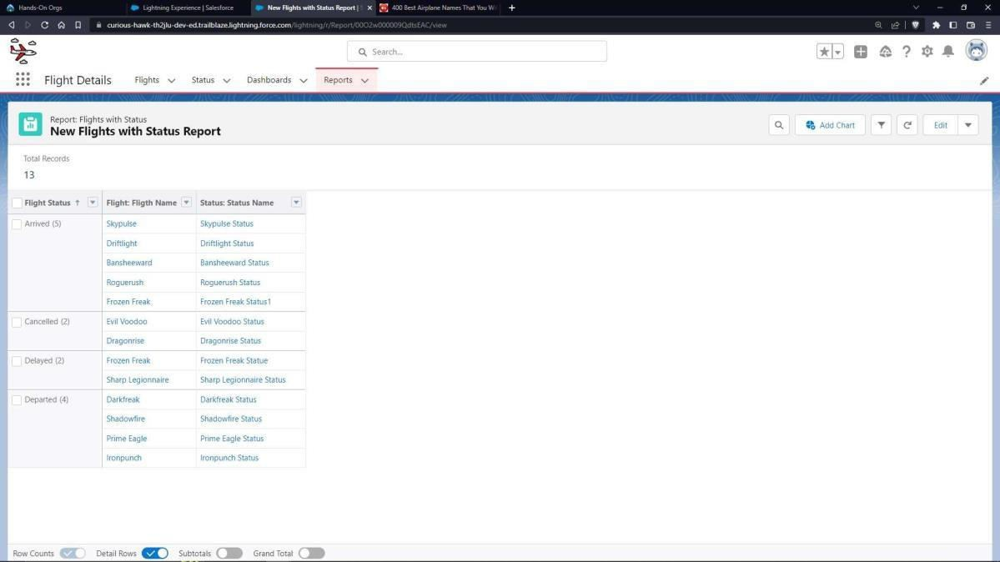 Hands-On Orgs
Lightning Experience | Salesforce
New Flights with Status Report | S
400 Best Airplane Names That You Wi
curious-hawk-th2jlu-dev-ed.trailblaze.lightning.force.com/lightning/r/Report/00O2w000009QdtsEAC/view
Search...
Flight Details
Flights
Status
Dashboards
Reports
Report: Flights with Status
New Flights with Status Report
Add Chart
Edit
Total Records
13
Flight Status ↑
Flight: Fligth Name
Status: Status Name
Arrived (5)
Skypulse
Skypulse Status
Driftlight
Driftlight Status
Bansheeward
Bansheeward Status
Roguerush
Roguerush Status
Frozen Freak
Frozen Freak Status1
Cancelled (2)
Evil Voodoo
Evil Voodoo Status
Dragonrise
Dragonrise Status
Delayed (2)
Frozen Freak
Frozen Freak Statue
Sharp Legionnaire
Sharp Legionnaire Status
Departed (4)
Darkfreak
Darkfreak Status
Shadowfire
Shadowfire Status
Prime Eagle
Prime Eagle Status
Ironpunch
Ironpunch Status
Row Counts
Detail Rows
Subtotals
Grand Total